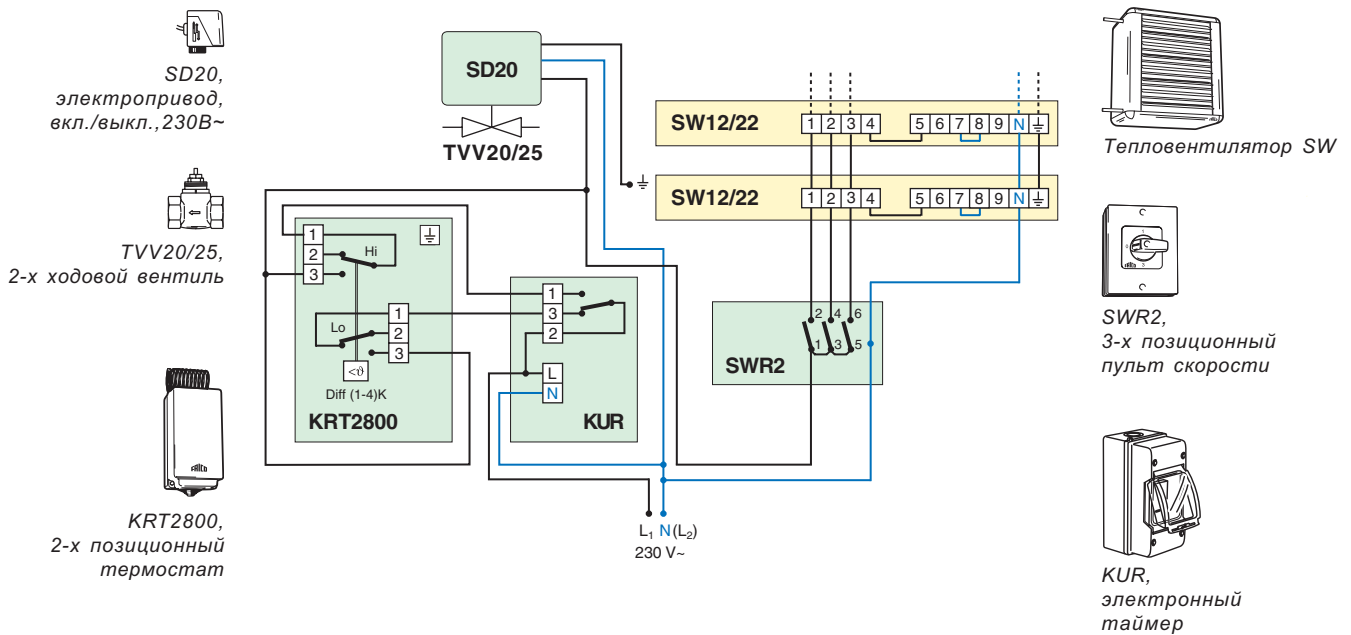 SD20,
электропривод,
вкл./выкл.,230В~
TVV20/25,
2-х ходовой вентиль
KRT2800,
2-х позиционный
термостат
SD20
TVV20/25
SW12/22
1 2 3 4 5 6 7 8 9 N
SW12/22
1 2 3 4 5 6 7 8 9 N
1
2
3
Hi
Lo
1
2
3
<ϑ
Diff (1-4)K
KRT2800
1
3
2
L
N
KUR
2 4 6
1 3 5
SWR2
L₁ N(L₂)
230 V~
Тепловентилятор SW
SWR2,
3-х позиционный
пульт скорости
KUR,
электронный
таймер